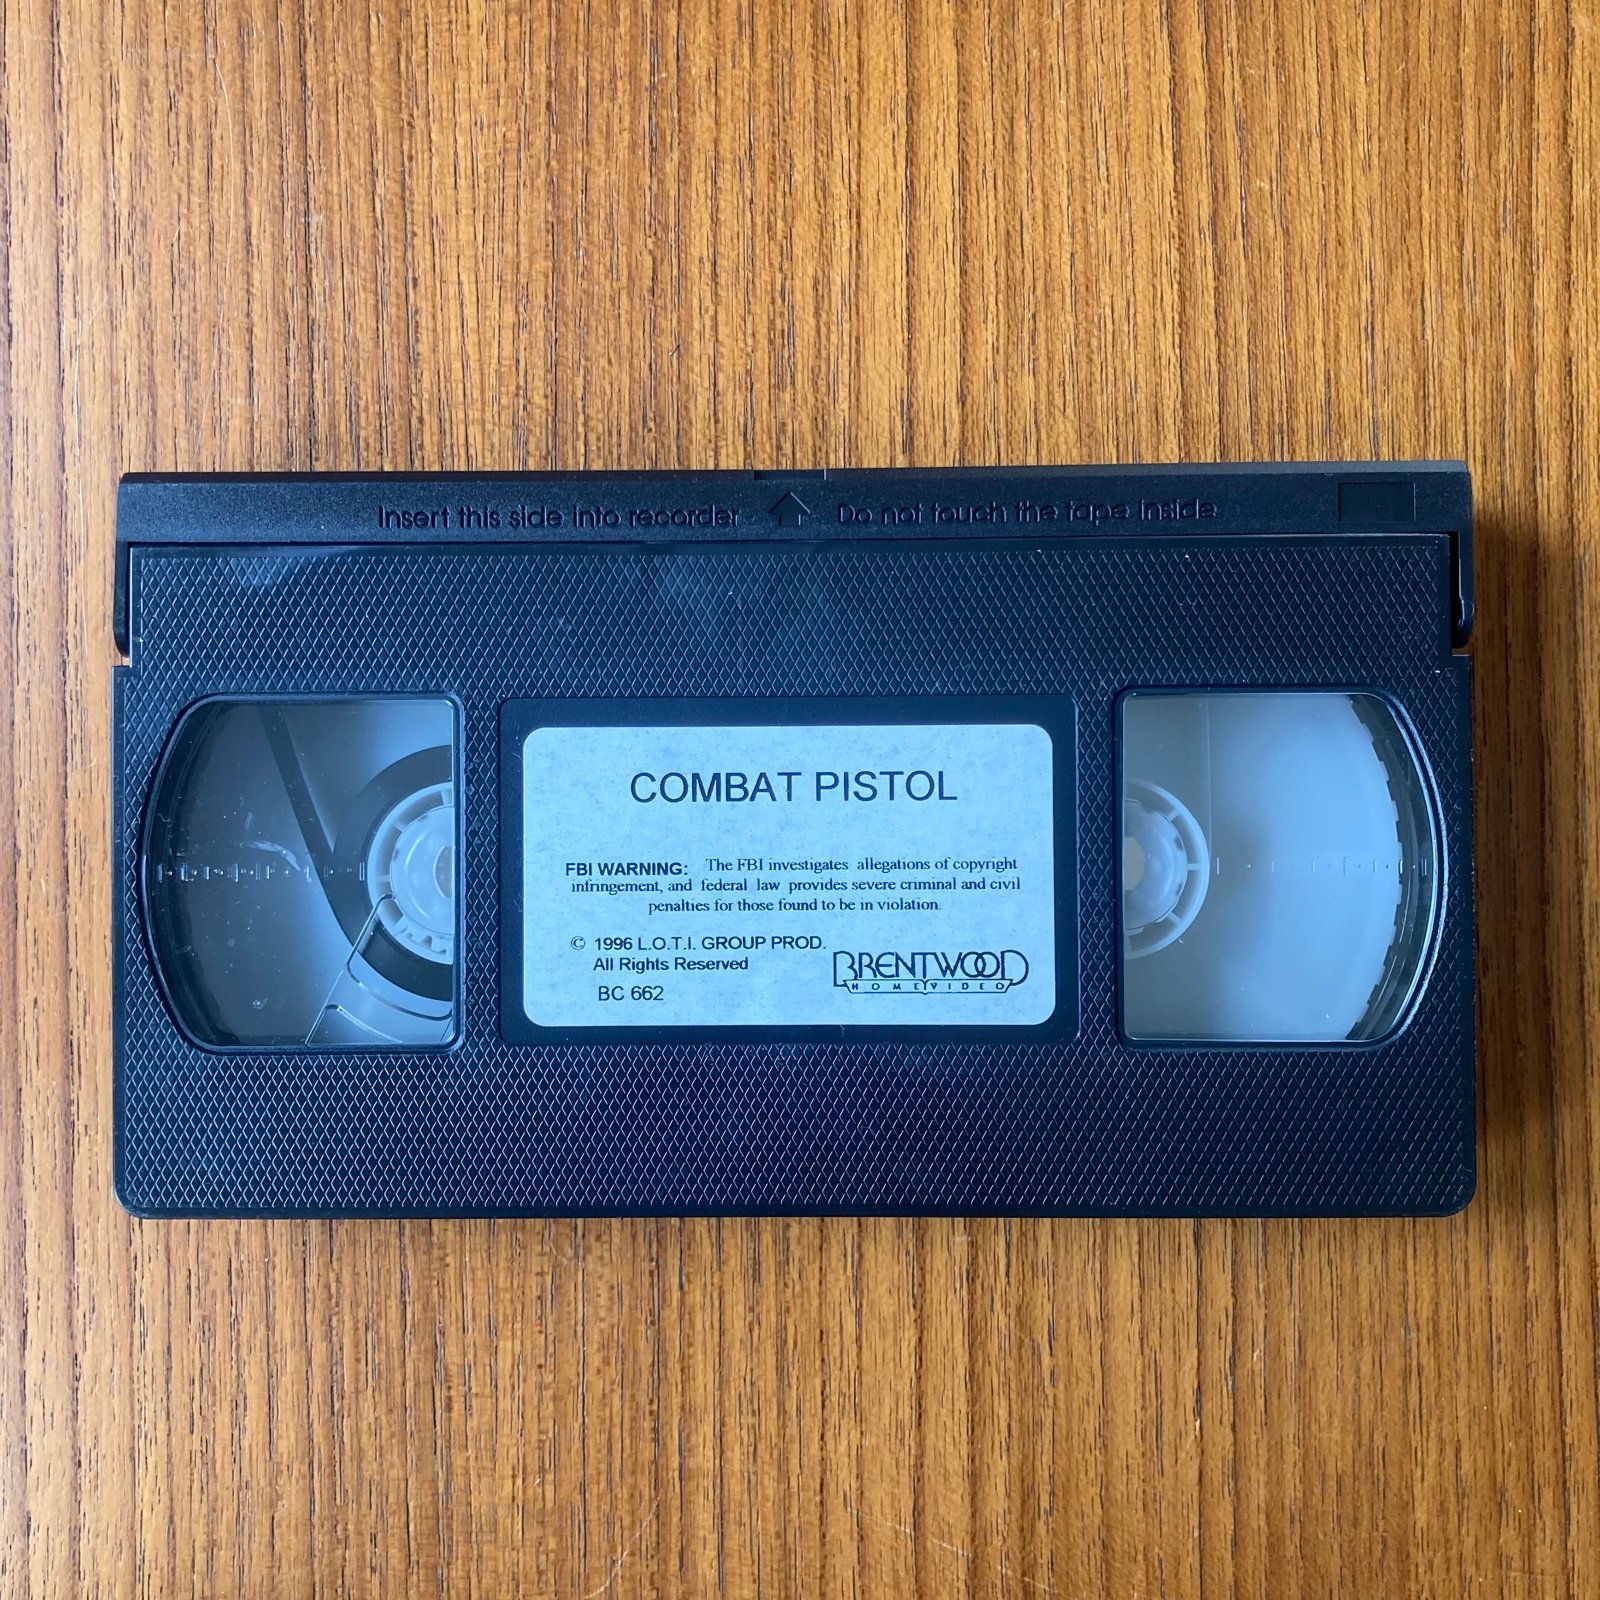 Insert this side into recorder Do not touch the tape inside
COMBAT PISTOL
FBI WARNING: The FBI investigates allegations of copyright
infringement, and federal law provides severe criminal and civil
penalties for those found to be in violation.
© 1996 L.O.T.I. GROUP PROD.
All Rights Reserved
BC 662
BRENTWOOD
HOME VIDEO